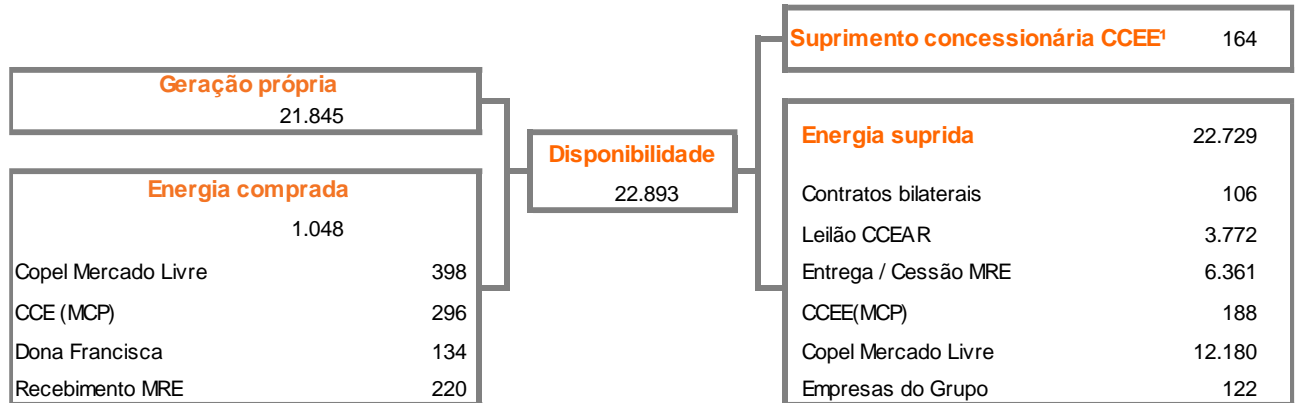 Geração própria
21.845
Energia comprada
1.048
Copel Mercado Livre 398
CCE (MCP) 296
Dona Francisca 134
Recebimento MRE 220
Disponibilidade
22.893
Suprimento concessionária CCEE¹ 164
Energia suprida 22.729
Contratos bilaterais 106
Leilão CCEAR 3.772
Entrega / Cessão MRE 6.361
CCEE(MCP) 188
Copel Mercado Livre 12.180
Empresas do Grupo 122